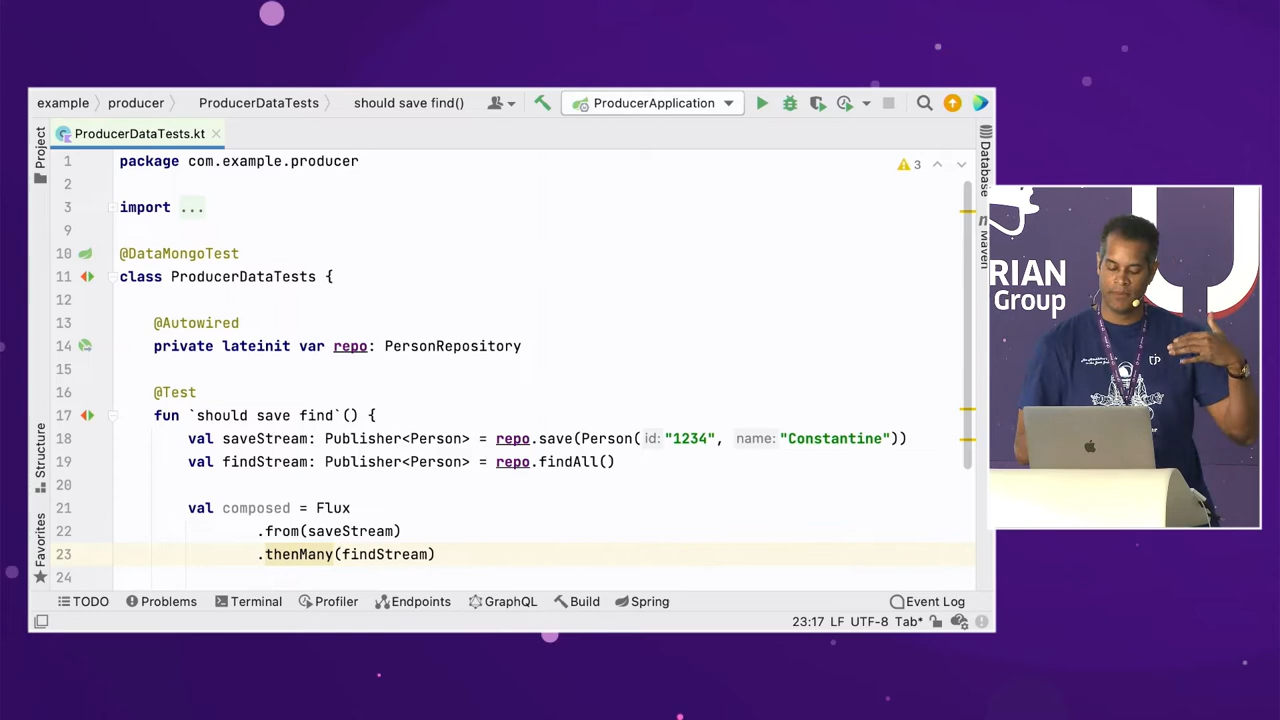 example 〉 producer 〉 ProducerDataTests 〉 should save find() ProducerApplication
ProducerDataTests.kt
Project
1 package com.example.producer
3
2
3 import ...
9
10 @DataMongoTest
11 class ProducerDataTests {
12
13 @Autowired
14 private lateinit var repo: PersonRepository
15
16 @Test
17 fun `should save find`() {
18 val saveStream: Publisher<Person> = repo.save(Person( id: "1234", name: "Constantine"))
19 val findStream: Publisher<Person> = repo.findAll()
20
21 val composed = Flux
22 .from(saveStream)
23 .thenMany(findStream)
24
Structure
Favorites
Database
Maven
TODO Problems Terminal Profiler Endpoints GraphQL Build Spring Event Log
23:17 LF UTF-8 Tab*
RIAN
Group